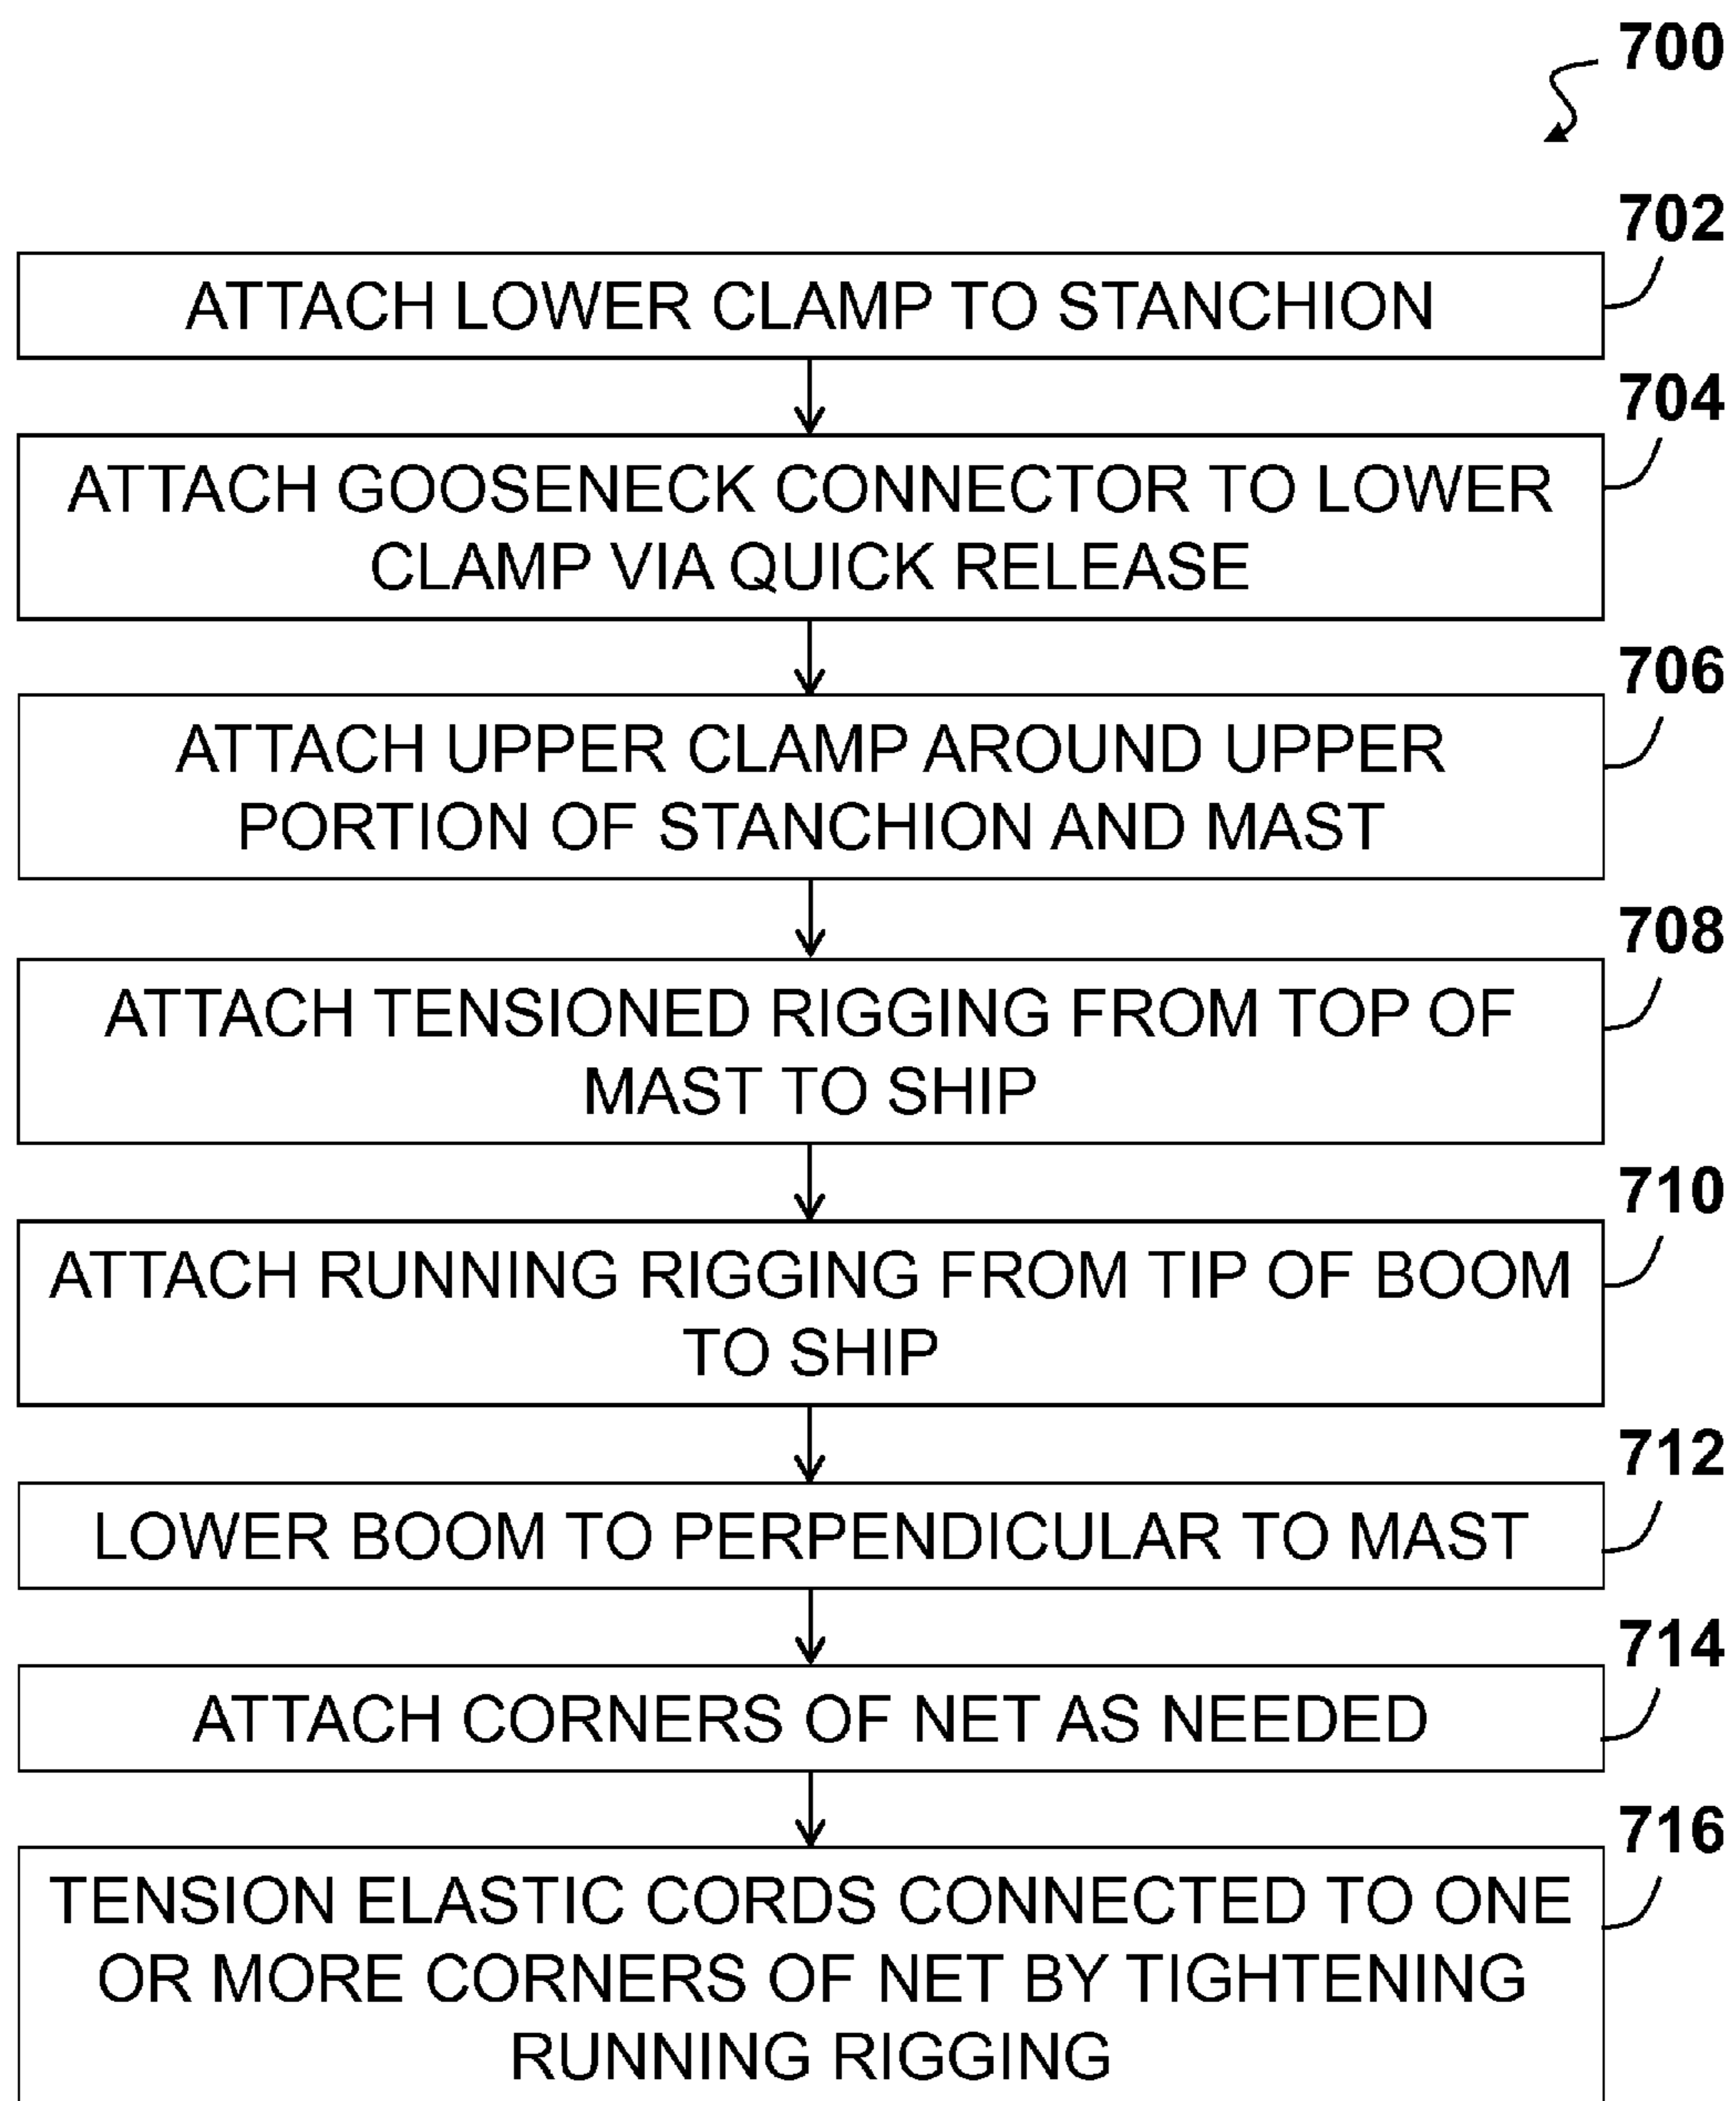 700
702
ATTACH LOWER CLAMP TO STANCHION
704
ATTACH GOOSENECK CONNECTOR TO LOWER
CLAMP VIA QUICK RELEASE
706
ATTACH UPPER CLAMP AROUND UPPER
PORTION OF STANCHION AND MAST
708
ATTACH TENSIONED RIGGING FROM TOP OF
MAST TO SHIP
710
ATTACH RUNNING RIGGING FROM TIP OF BOOM
TO SHIP
712
LOWER BOOM TO PERPENDICULAR TO MAST
714
ATTACH CORNERS OF NET AS NEEDED
716
TENSION ELASTIC CORDS CONNECTED TO ONE
OR MORE CORNERS OF NET BY TIGHTENING
RUNNING RIGGING